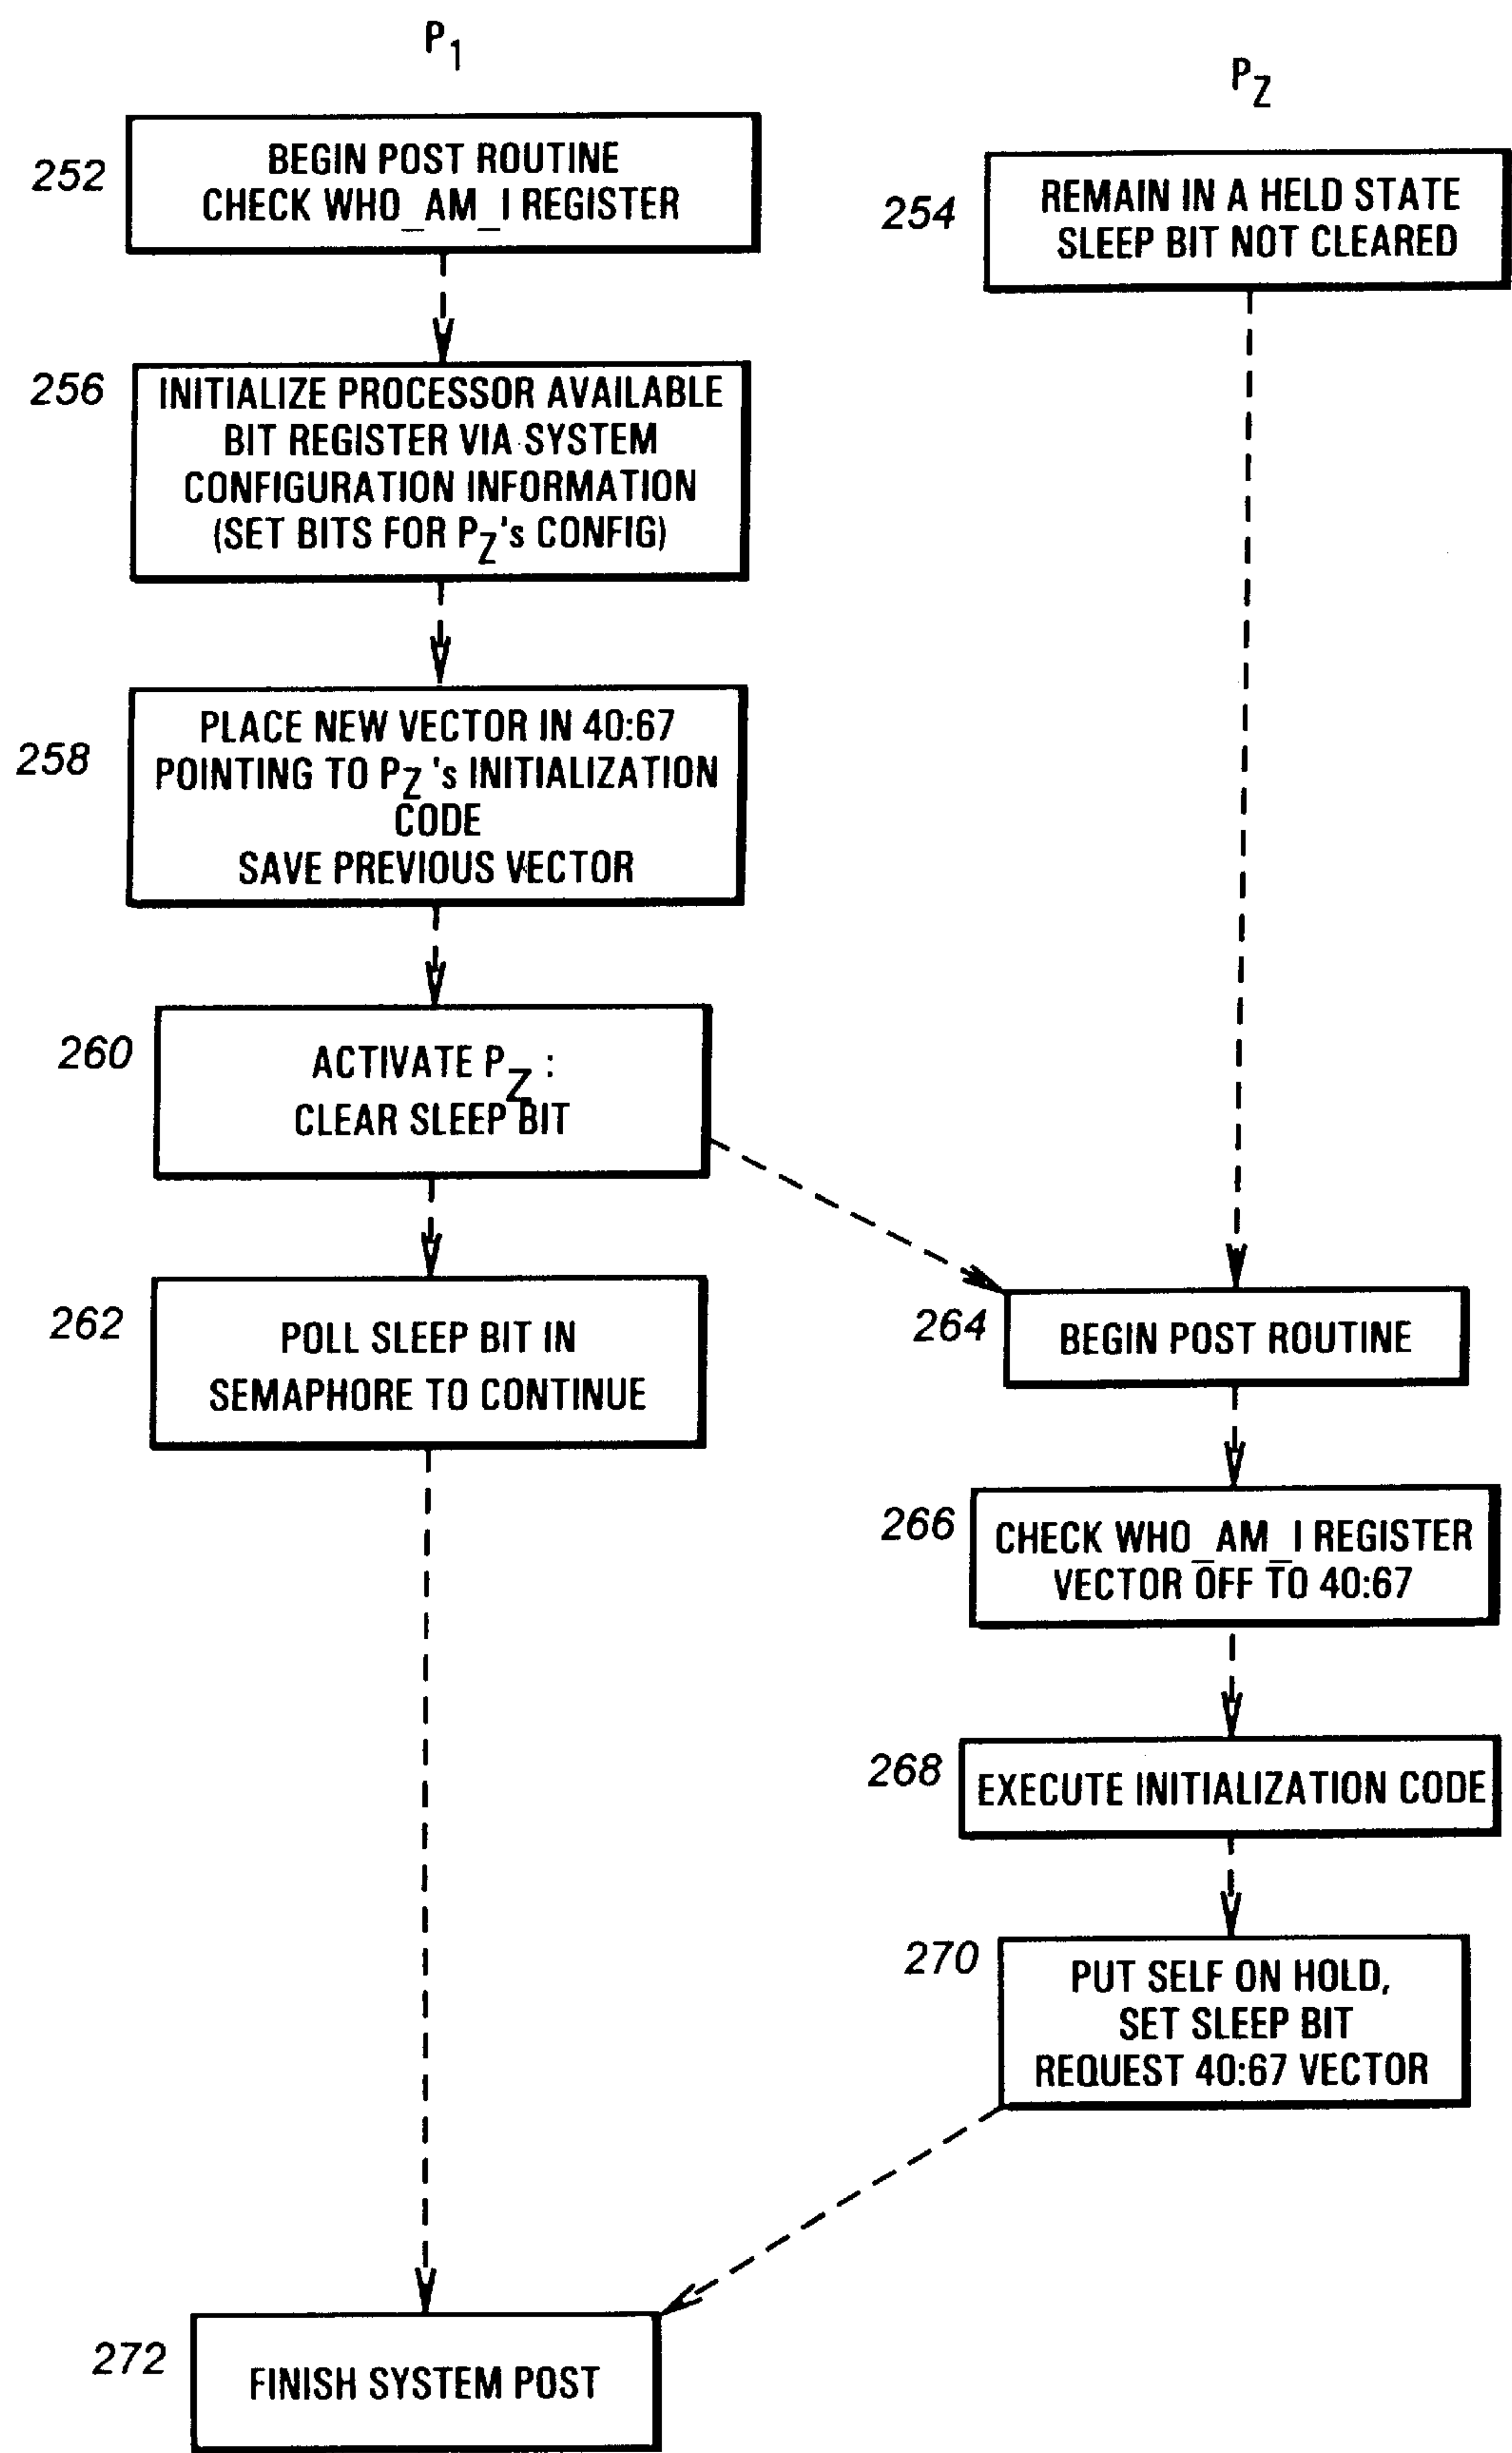 P1
PZ
252
BEGIN POST ROUTINE
CHECK WHO_AM_I REGISTER
254
REMAIN IN A HELD STATE
SLEEP BIT NOT CLEARED
256
INITIALIZE PROCESSOR AVAILABLE
BIT REGISTER VIA SYSTEM
CONFIGURATION INFORMATION
(SET BITS FOR PZ's CONFIG)
258
PLACE NEW VECTOR IN 40:67
POINTING TO PZ's INITIALIZATION
CODE
SAVE PREVIOUS VECTOR
260
ACTIVATE PZ :
CLEAR SLEEP BIT
262
POLL SLEEP BIT IN
SEMAPHORE TO CONTINUE
264
BEGIN POST ROUTINE
266
CHECK WHO_AM_I REGISTER
VECTOR OFF TO 40:67
268
EXECUTE INITIALIZATION CODE
270
PUT SELF ON HOLD,
SET SLEEP BIT
REQUEST 40:67 VECTOR
272
FINISH SYSTEM POST